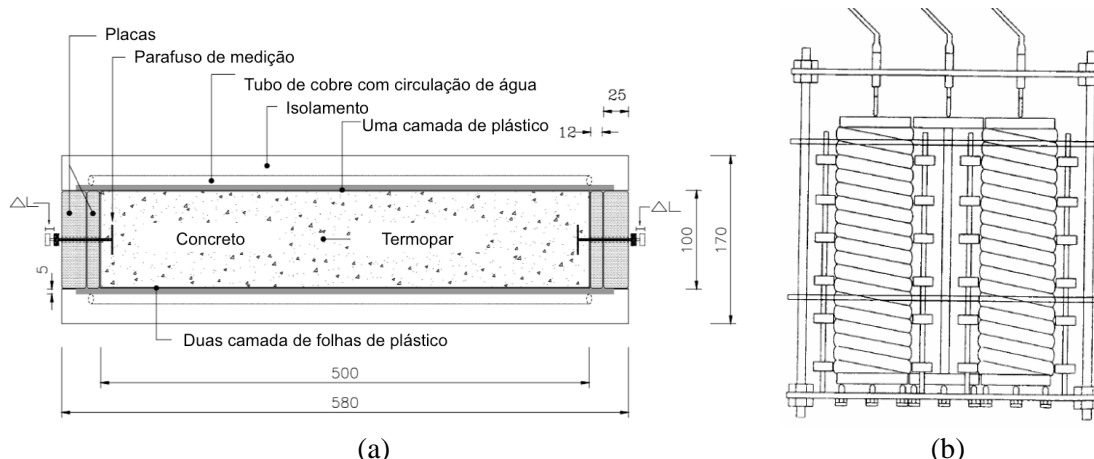 Placas
Parafuso de medição
Tubo de cobre com circulação de água
Isolamento
Uma camada de plástico
25
12
ΔL
ΔL
Concreto
Termopar
100
170
5
Duas camada de folhas de plástico
500
580
(a)
(b)